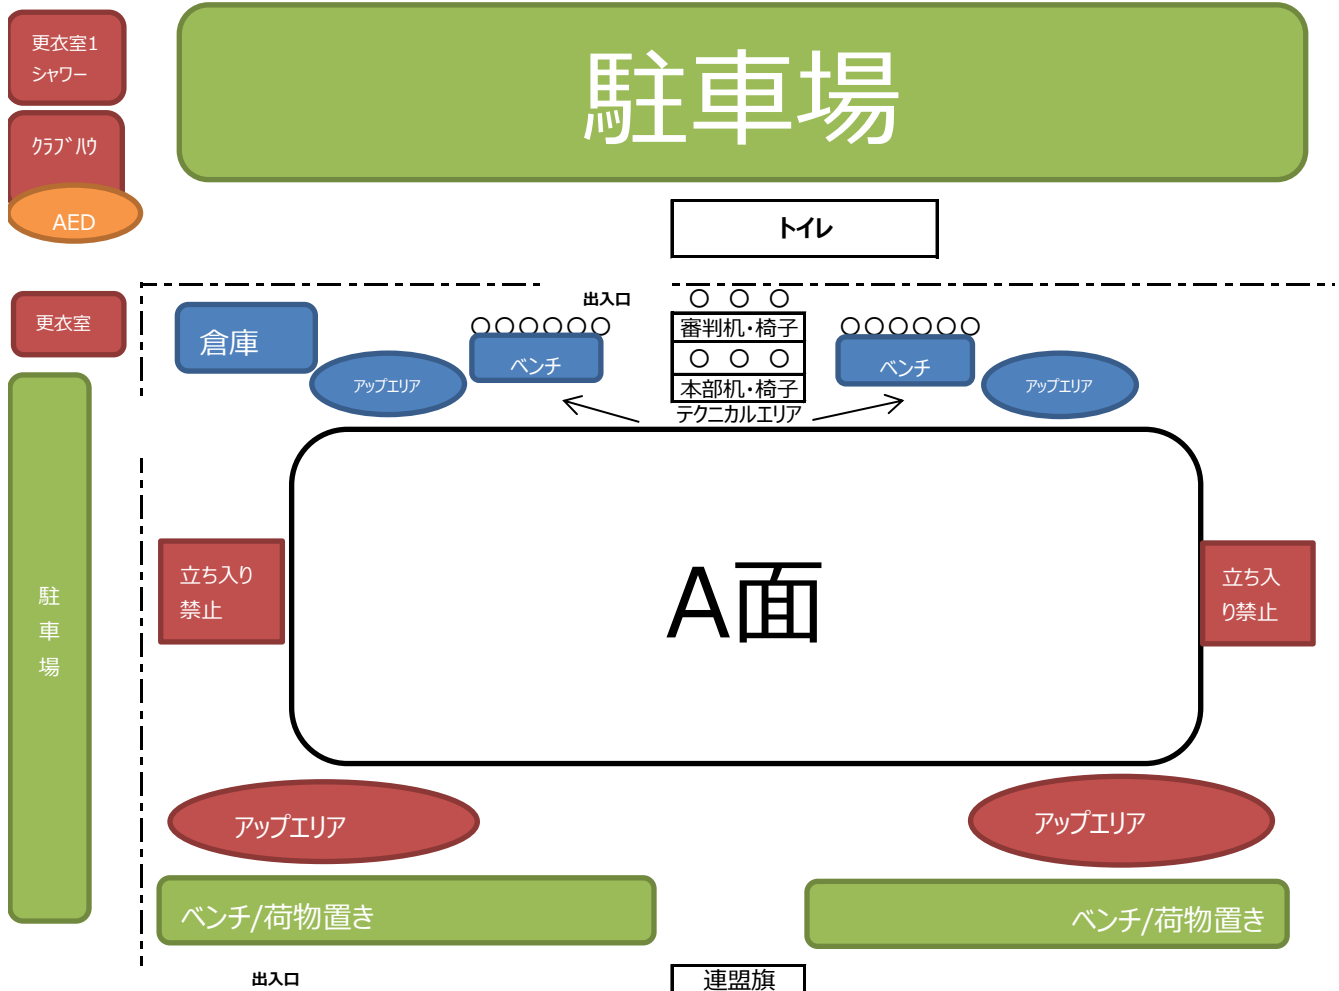 更衣室1
シャワー
駐車場
クラブハウ
AED
トイレ
出入口
更衣室
倉庫
審判机・椅子
ベンチ
ベンチ
アップエリア
アップエリア
本部机・椅子
テクニカルエリア
A面
立ち入り
禁止
立ち入
り禁止
駐
車
場
アップエリア
アップエリア
ベンチ/荷物置き
ベンチ/荷物置き
出入口
連盟旗